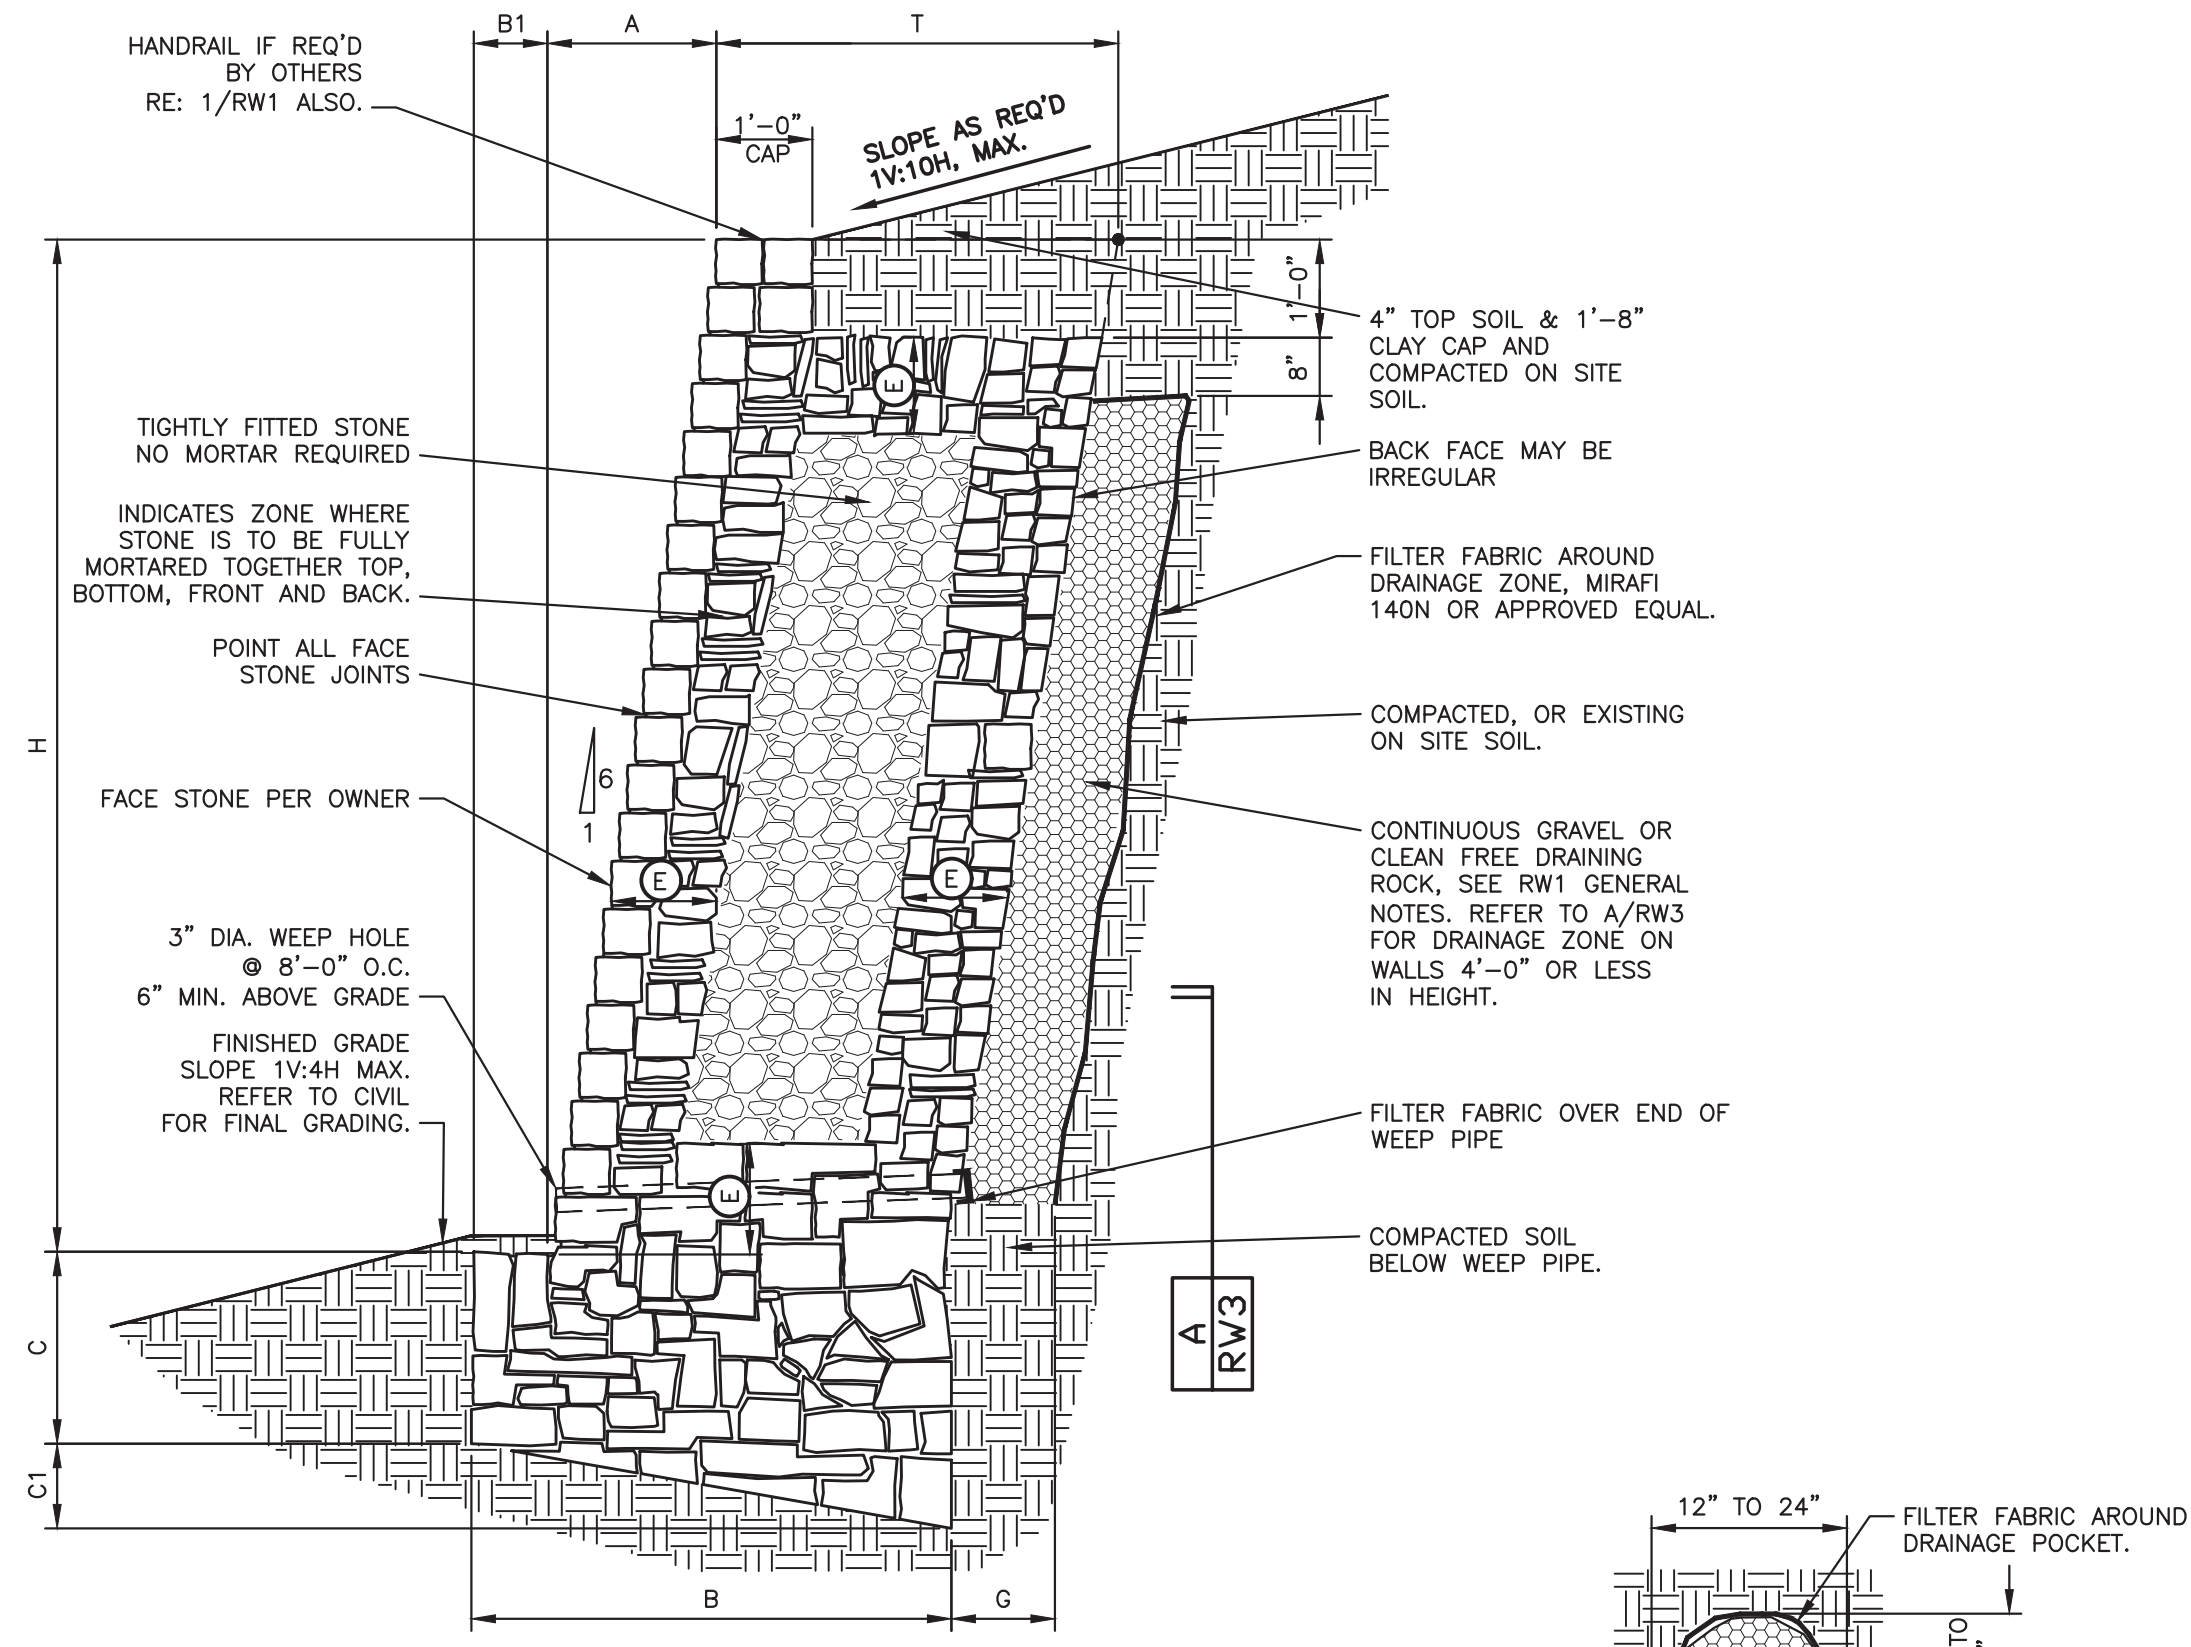 B1
A
T
HANDRAIL IF REQ'D
BY OTHERS
RE: 1/RW1 ALSO.
1'-0"
CAP
SLOPE AS REQ'D
1V:10H, MAX.
1'-0"
8"
4" TOP SOIL & 1'-8"
CLAY CAP AND
COMPACTED ON SITE
SOIL.
E
TIGHTLY FITTED STONE
NO MORTAR REQUIRED
BACK FACE MAY BE
IRREGULAR
INDICATES ZONE WHERE
STONE IS TO BE FULLY
MORTARED TOGETHER TOP,
BOTTOM, FRONT AND BACK.
FILTER FABRIC AROUND
DRAINAGE ZONE, MIRAFI
140N OR APPROVED EQUAL.
POINT ALL FACE
STONE JOINTS
COMPACTED, OR EXISTING
ON SITE SOIL.
H
6
1
FACE STONE PER OWNER
CONTINUOUS GRAVEL OR
CLEAN FREE DRAINING
ROCK, SEE RW1 GENERAL
NOTES. REFER TO A/RW3
FOR DRAINAGE ZONE ON
WALLS 4'-0" OR LESS
IN HEIGHT.
E
E
3" DIA. WEEP HOLE
@ 8'-0" O.C.
6" MIN. ABOVE GRADE
FINISHED GRADE
SLOPE 1V:4H MAX.
REFER TO CIVIL
FOR FINAL GRADING.
FILTER FABRIC OVER END OF
WEEP PIPE
E
COMPACTED SOIL
BELOW WEEP PIPE.
A
RW3
C
C1
B
G
12" TO 24"
FILTER FABRIC AROUND
DRAINAGE POCKET.
TO